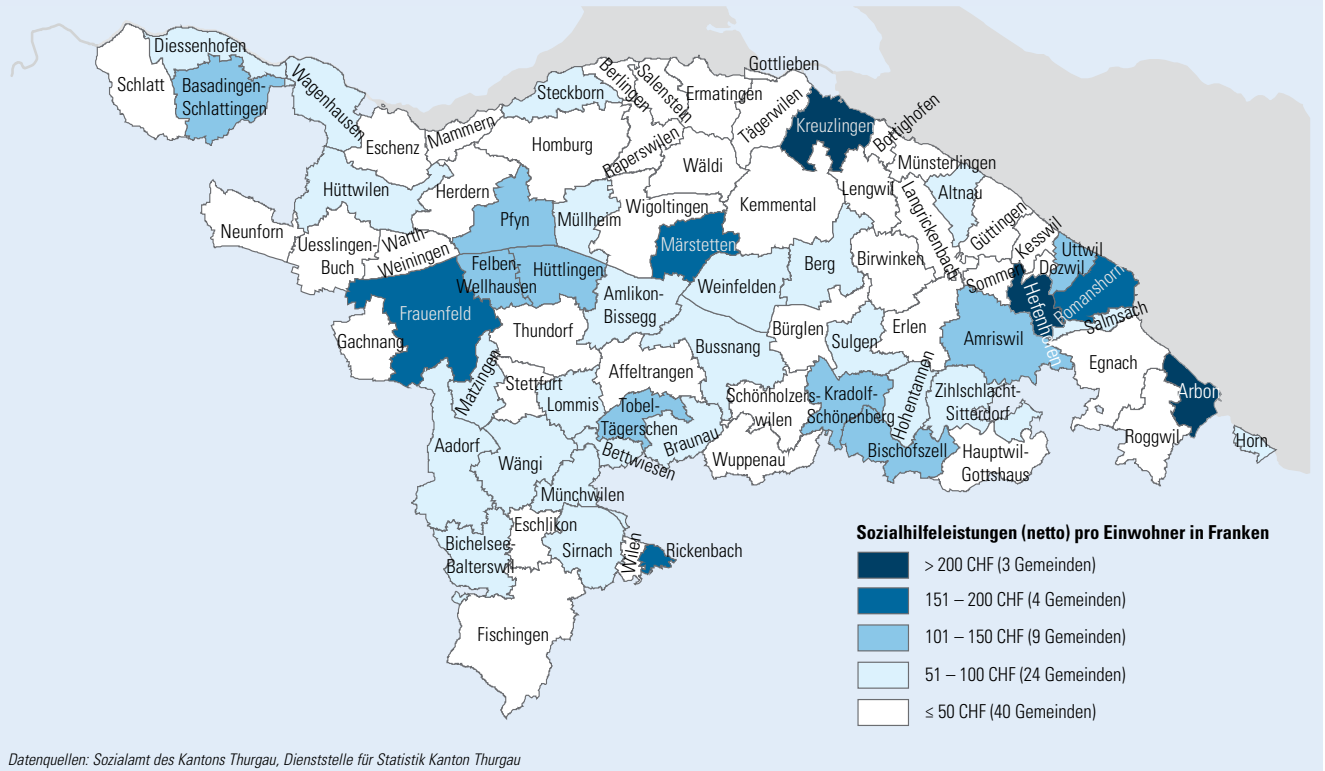 Diessenhofen
Schlatt
Basadingen-
Schlattingen
Wagenhausen
Eschenz
Mammern
Steckborn
Berlingen
Salenstein
Ermatingen
Gottlieben
Tägerwilen
Kreuzlingen
Bottighofen
Münsterlingen
Homburg
Raperswilen
Wäldi
Hüttwilen
Herdern
Pfyn
Müllheim
Wigoltingen
Kemmental
Lengwil
Langrickenbach
Altnau
Güttingen
Kesswil
Uttwil
Dozwil
Sommeri
Romanshorn
Hefenhofen
Salmsach
Neunforn
Uesslingen-
Buch
Warth-
Weiningen
Felben-
Wellhausen
Hüttlingen
Märstetten
Berg
Birwinken
Frauenfeld
Amlikon-
Bissegg
Weinfelden
Gachnang
Thundorf
Bussnang
Bürglen
Sulgen
Erlen
Amriswil
Egnach
Arbon
Matzingen
Stettfurt
Affeltrangen
Lommis
Tobel-
Tägerschen
Schönholzers-
wilen
Kradolf-
Schönenberg
Hohentannen
Zihlschlacht-
Sitterdorf
Roggwil
Horn
Aadorf
Wängi
Bettwiesen
Braunau
Wuppenau
Bischofszell
Hauptwil-
Gottshaus
Münchwilen
Eschlikon
Bichelsee-
Balterswil
Sirnach
Wilen
Rickenbach
Fischingen
Sozialhilfeleistungen (netto) pro Einwohner in Franken
> 200 CHF (3 Gemeinden)
151 – 200 CHF (4 Gemeinden)
101 – 150 CHF (9 Gemeinden)
51 – 100 CHF (24 Gemeinden)
≤ 50 CHF (40 Gemeinden)
Datenquellen: Sozialamt des Kantons Thurgau, Dienststelle für Statistik Kanton Thurgau